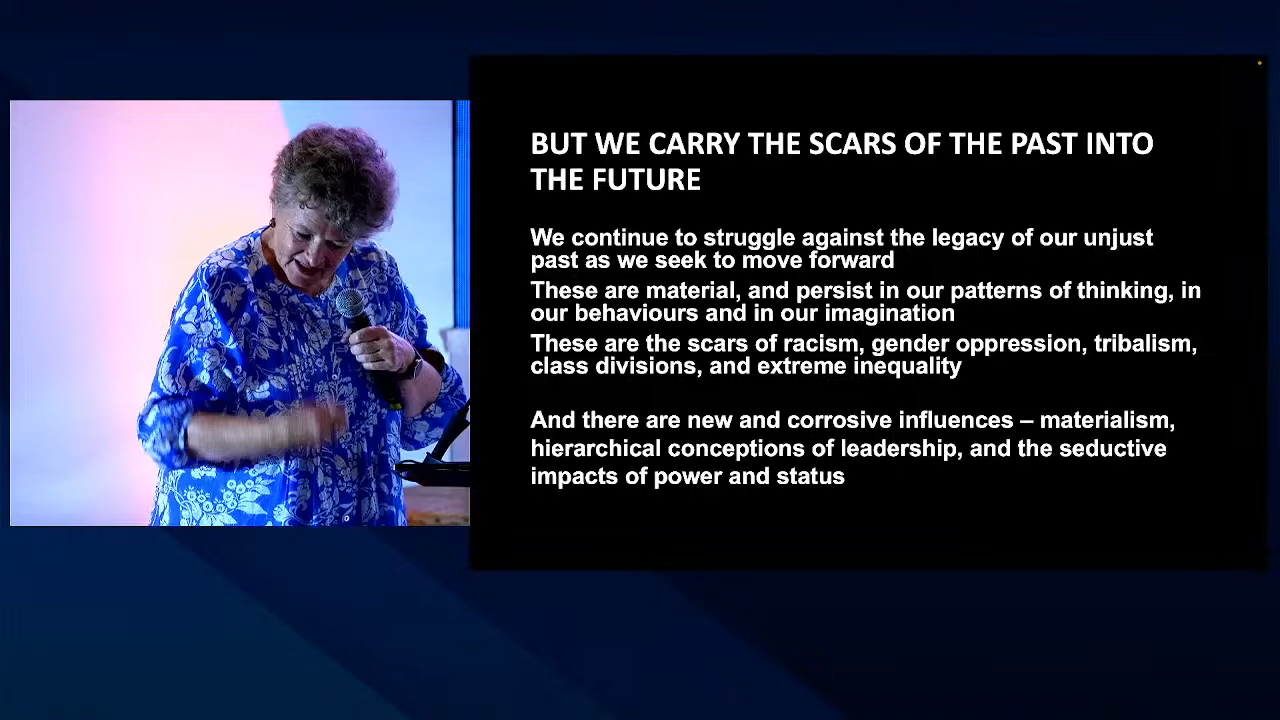 BUT WE CARRY THE SCARS OF THE PAST INTO
THE FUTURE
We continue to struggle against the legacy of our unjust
past as we seek to move forward
These are material, and persist in our patterns of thinking, in
our behaviours and in our imagination
These are the scars of racism, gender oppression, tribalism,
class divisions, and extreme inequality
And there are new and corrosive influences – materialism,
hierarchical conceptions of leadership, and the seductive
impacts of power and status